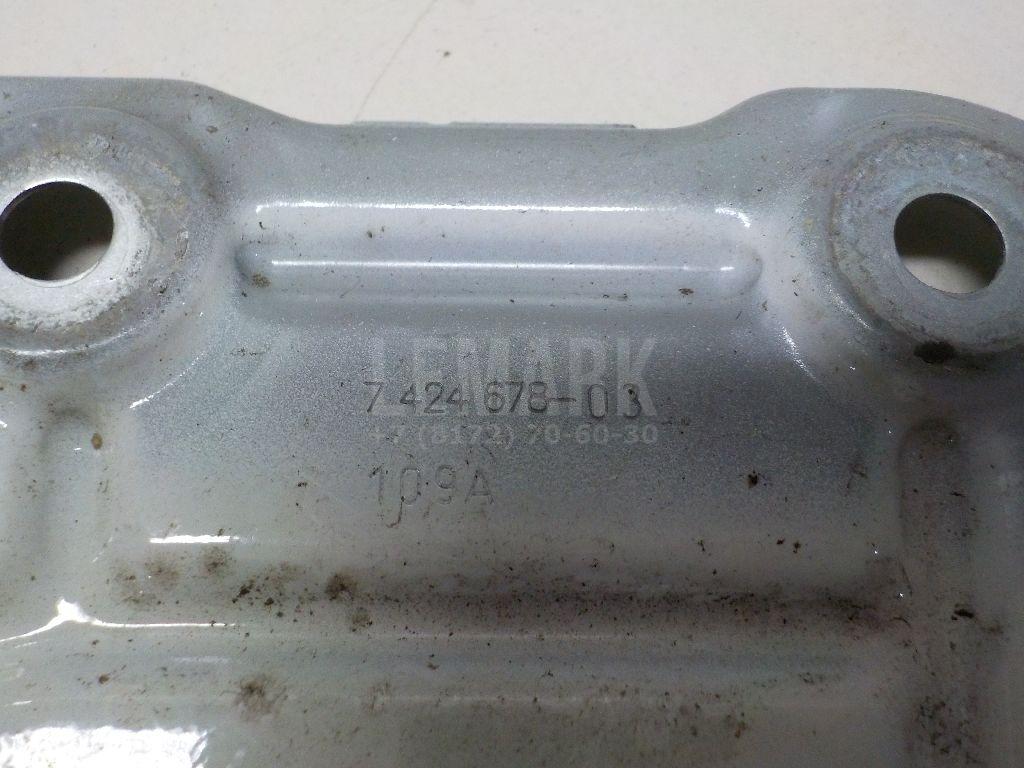 LEMARK
7 424 678-03
+7 (8172) 70-60-30
109A